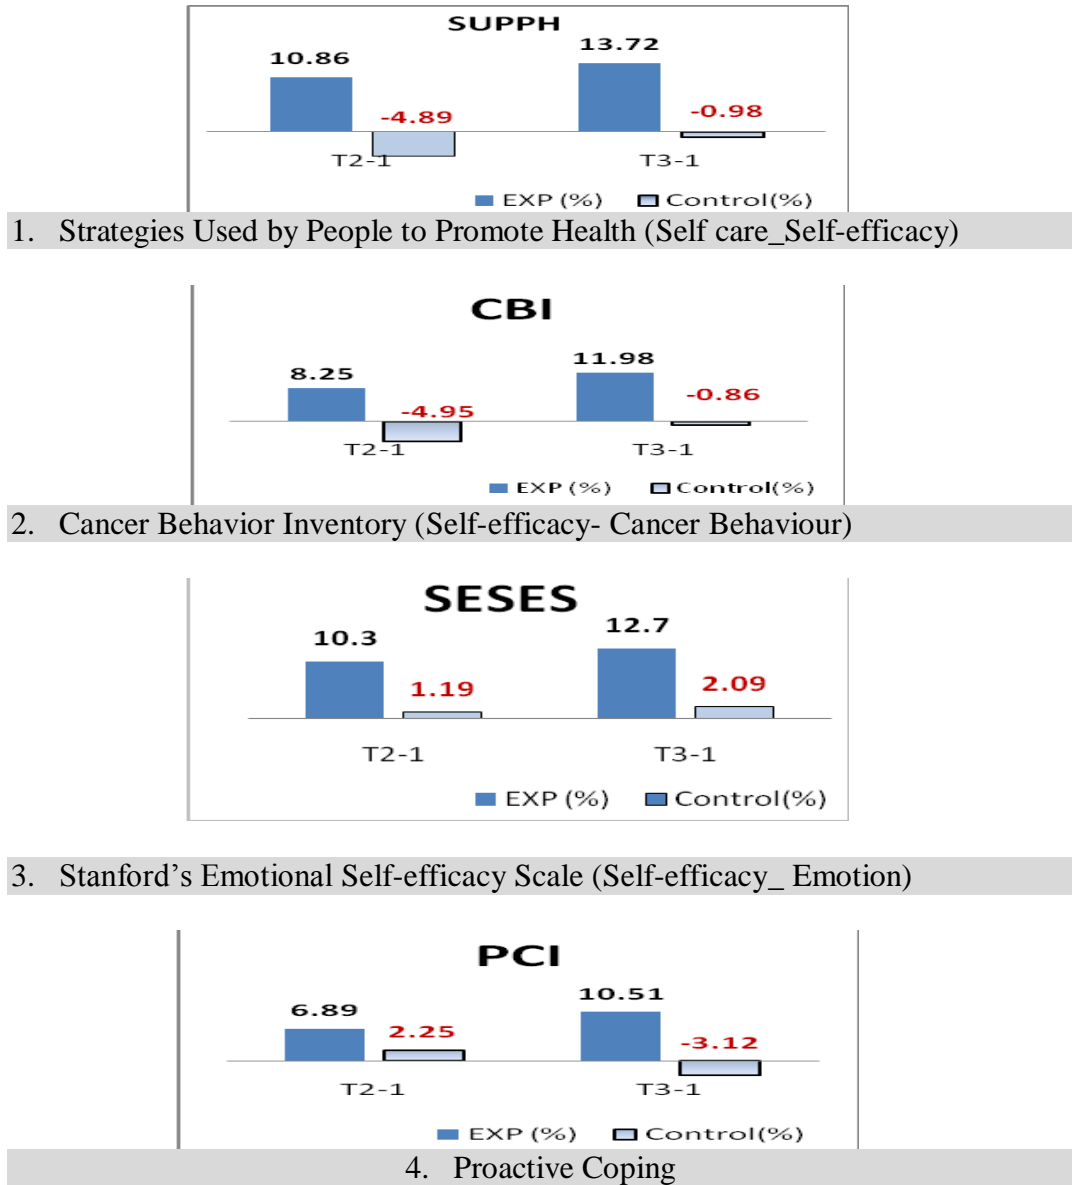 SUPPH
10.86
13.72
-4.89
-0.98
T2-1
T3-1
EXP (%) Control(%)
1. Strategies Used by People to Promote Health (Self care_Self-efficacy)
CBI
8.25
11.98
-4.95
-0.86
T2-1
T3-1
EXP (%) Control(%)
2. Cancer Behavior Inventory (Self-efficacy- Cancer Behaviour)
SESES
10.3
12.7
1.19
2.09
T2-1
T3-1
EXP (%) Control(%)
3. Stanford’s Emotional Self-efficacy Scale (Self-efficacy_ Emotion)
PCI
6.89
10.51
2.25
-3.12
T2-1
T3-1
EXP (%) Control(%)
4. Proactive Coping